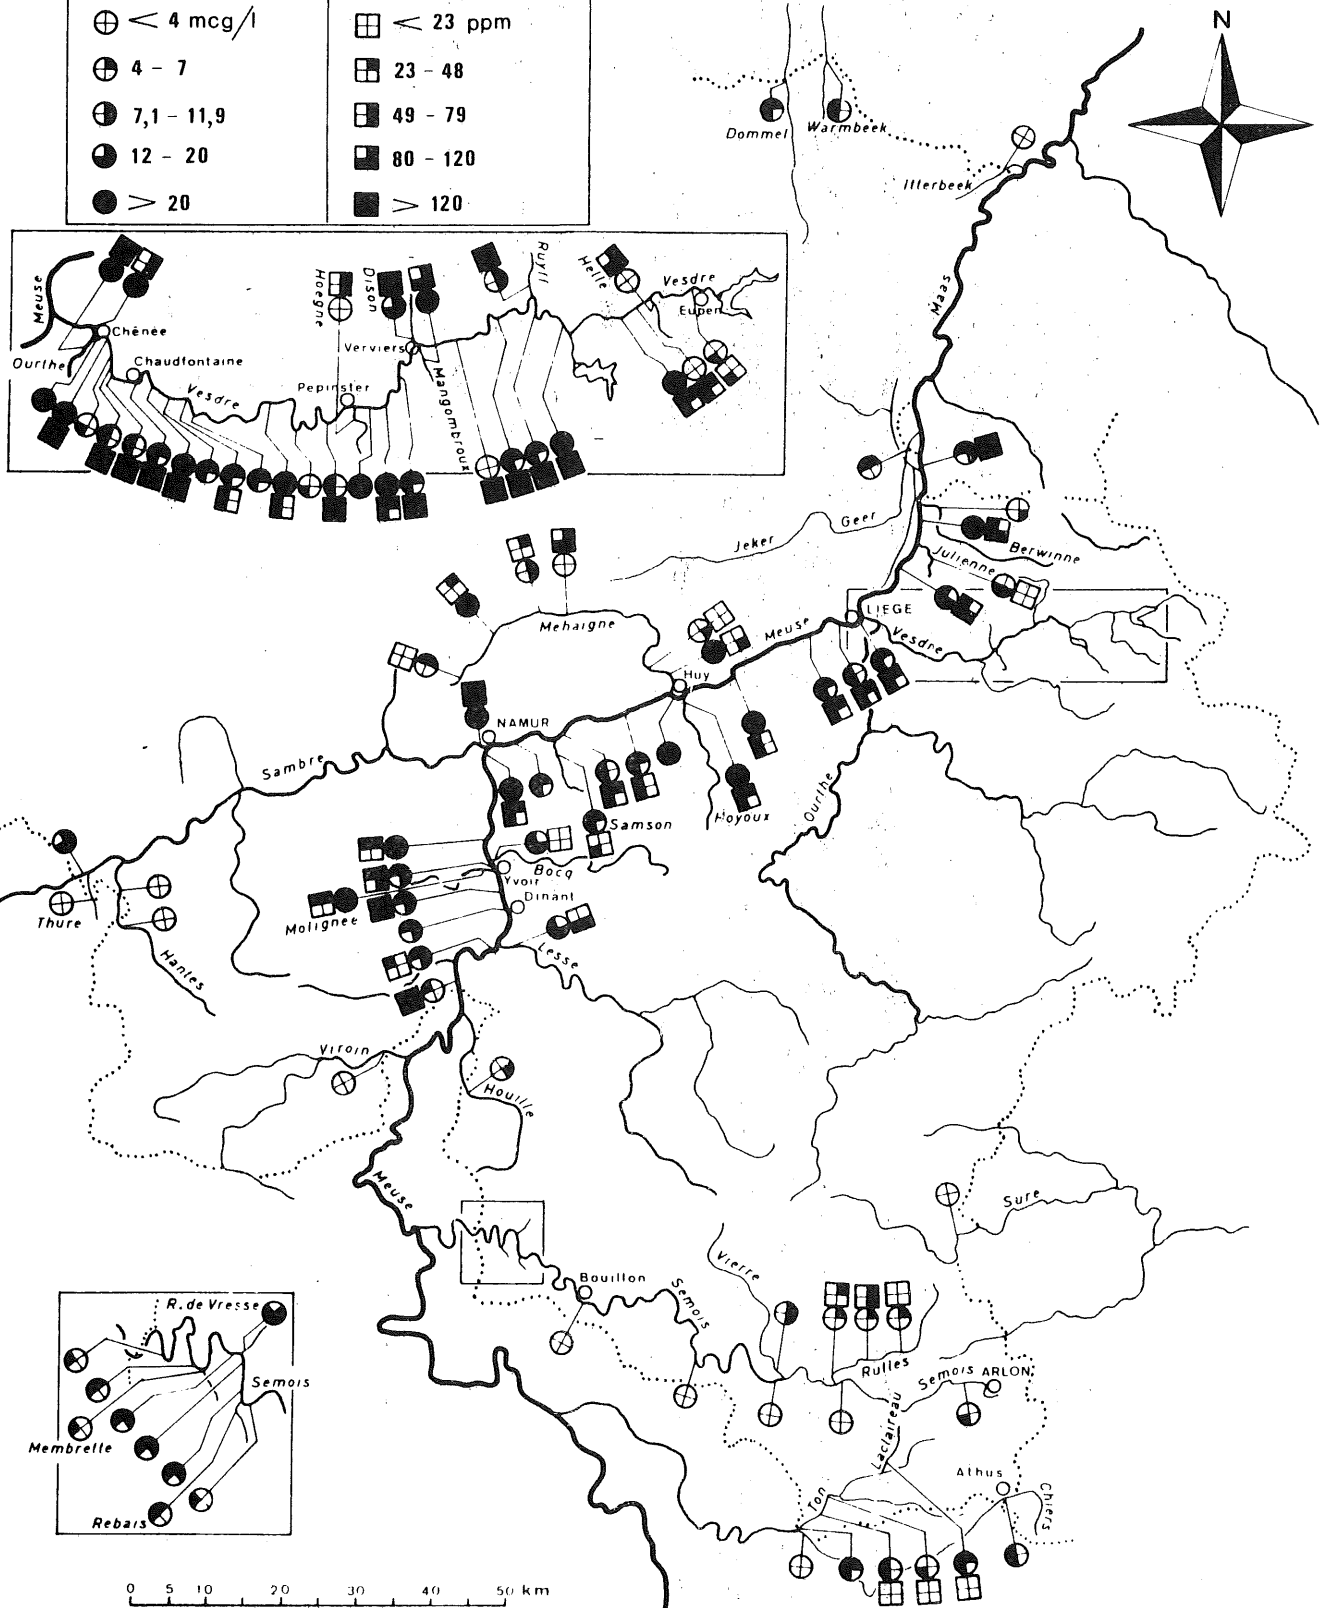 < 4 mcg/l
< 23 ppm
4 - 7
23 - 48
7,1 - 11,9
49 - 79
12 - 20
80 - 120
> 20
> 120
N
Dommel
Warmbeek
Itterbeek
Maas
Meuse
Ourthe
Chênée
Chaudfontaine
Vesdre
Hoegne
Dison
Verviers
Pepinster
Mangombroux
Ruyff
Helle
Vesdre
Eupen
Geer
Jeker
Berwinne
Julienne
LIEGE
Vesdre
Mehaigne
Meuse
Huy
NAMUR
Sambre
Samson
Hoyoux
Ourthe
Bocq
Yvoir
Dinant
Molignée
Thure
Hantes
Lesse
Viroin
Houille
Meuse
Sure
Vierre
Bouillon
Semois
Rulles
Semois
ARLON
Laclaireau
Athus
Ton
Chiers
R. de Vresse
Semois
Membrette
Rebais
0 5 10 20 30 40 50 km